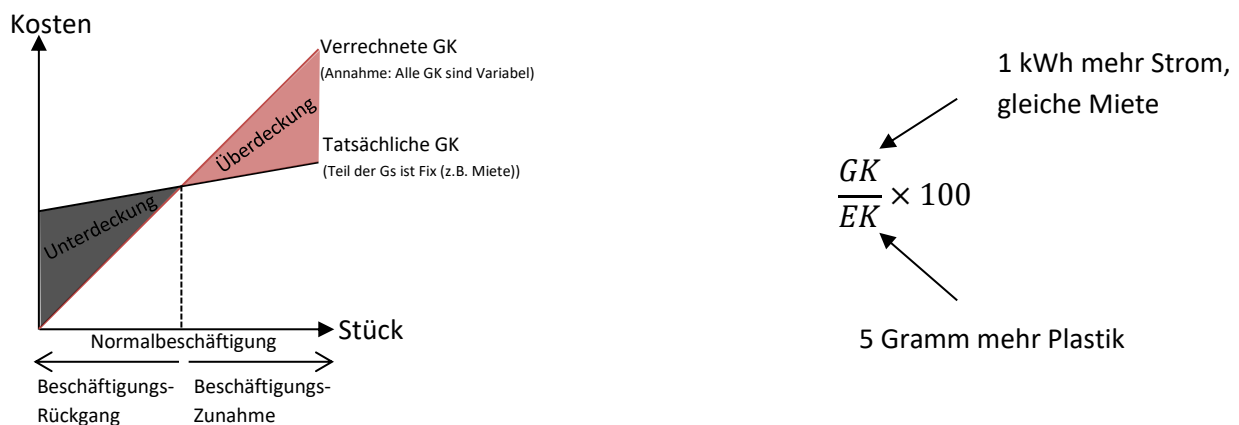 Kosten
Verrechnete GK
(Annahme: Alle GK sind Variabel)
Überdeckung
Tatsächliche GK
(Teil der Gs ist Fix (z.B. Miete))
Unterdeckung
Stück
Normalbeschäftigung
Beschäftigungs-
Rückgang
Beschäftigungs-
Zunahme
1 kWh mehr Strom,
gleiche Miete
GK
EK
× 100
5 Gramm mehr Plastik